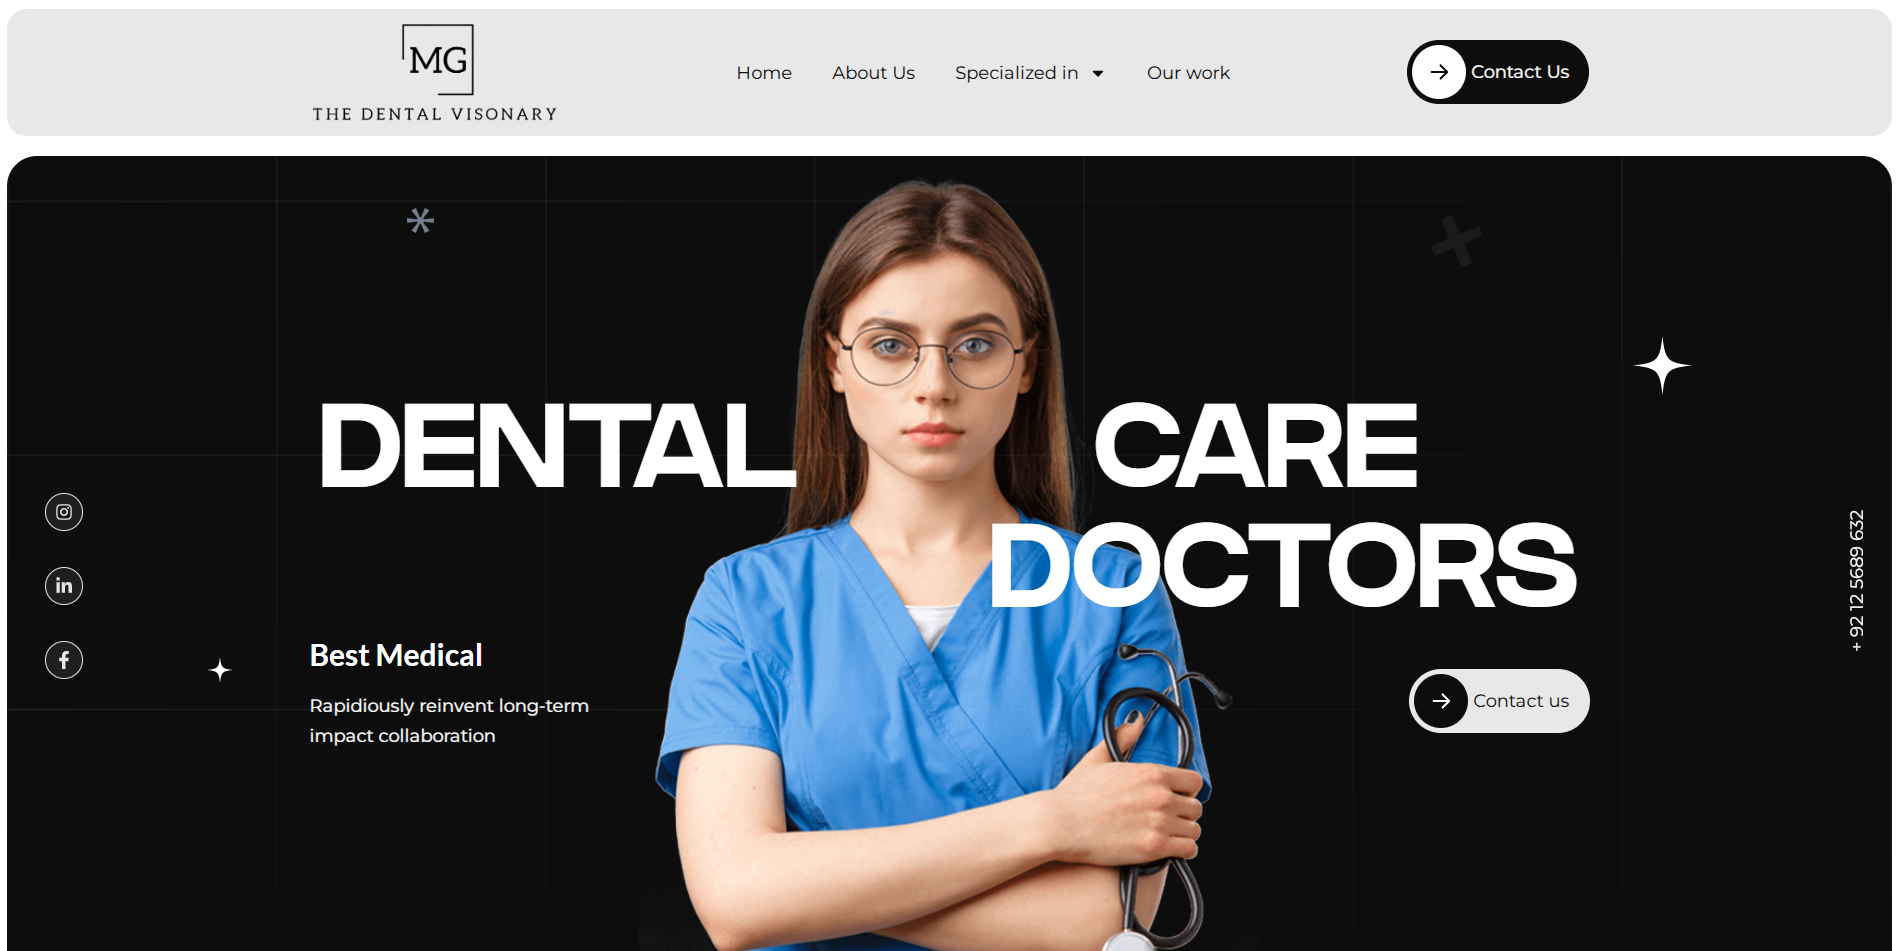 MG
THE DENTAL VISONARY
Home
About Us
Specialized in
Our work
Contact Us
DENTAL CARE
DOCTORS
Best Medical
Rapidiously reinvent long-term
impact collaboration
Contact us
+ 92 12 5689 632